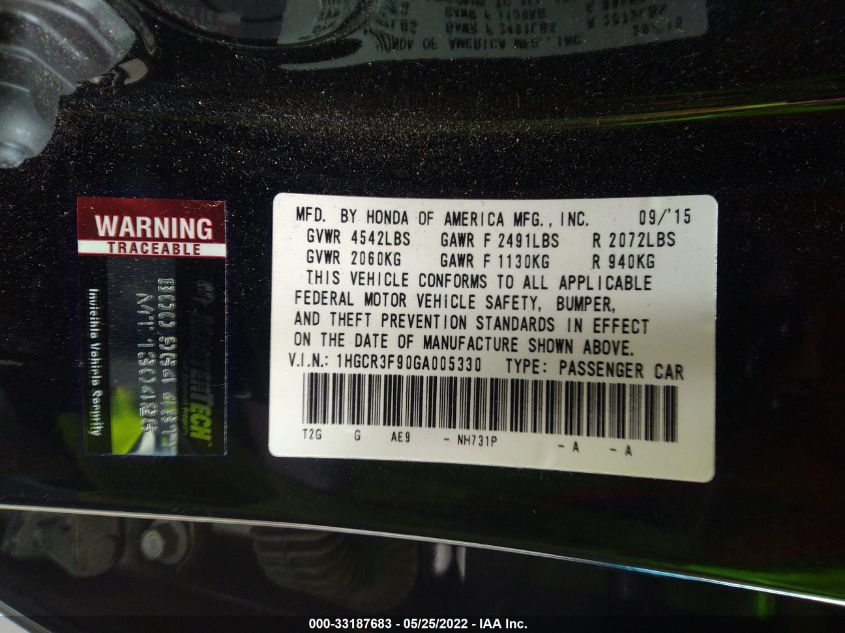 WARNING
TRACEABLE
Invisible Vehicle Security
MFD. BY HONDA OF AMERICA MFG., INC. 09/'15
GVWR 4542LBS GAWR F 2491LBS R 2072LBS
GVWR 2060KG GAWR F 1130KG R 940KG
THIS VEHICLE CONFORMS TO ALL APPLICABLE
FEDERAL MOTOR VEHICLE SAFETY, BUMPER,
AND THEFT PREVENTION STANDARDS IN EFFECT
ON THE DATE OF MANUFACTURE SHOWN ABOVE.
V.I.N.: 1HGCR3F90GA005330 TYPE: PASSENGER CAR
T2G G AE9 - NH731P - A - A
000-33187683 - 05/25/2022 - IAA Inc.